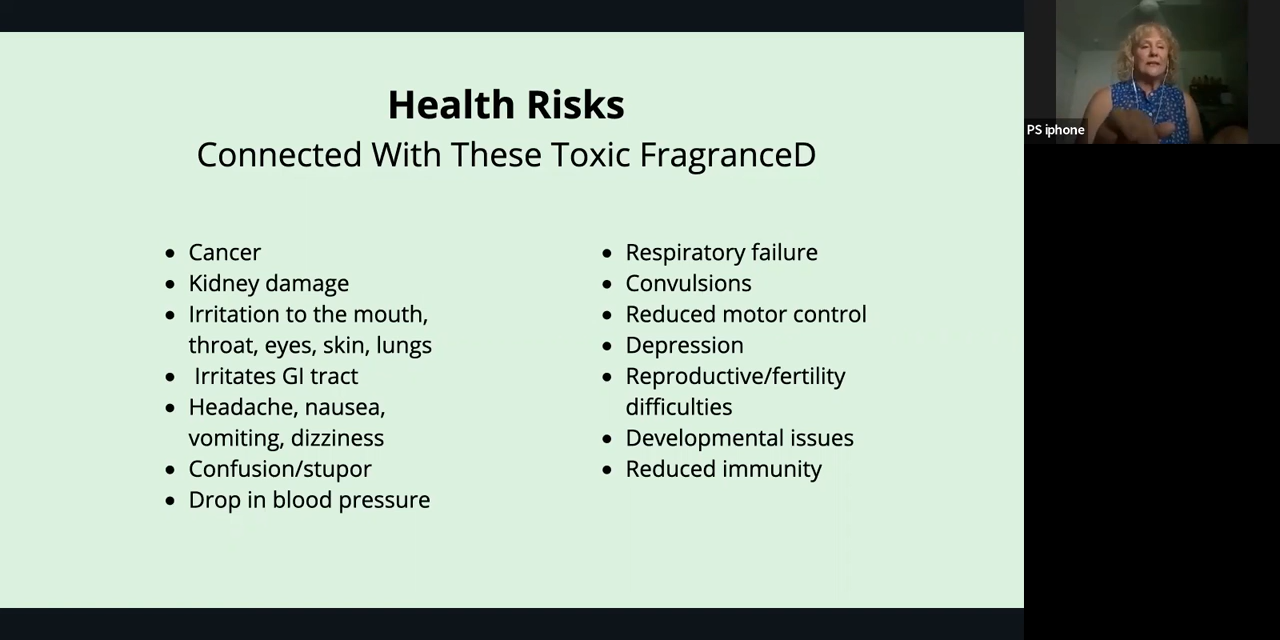 Health Risks
Connected With These Toxic FragranceD
PS iphone
Cancer
Kidney damage
Irritation to the mouth,
throat, eyes, skin, lungs
Irritates GI tract
Headache, nausea,
vomiting, dizziness
Confusion/stupor
Drop in blood pressure
Respiratory failure
Convulsions
Reduced motor control
Depression
Reproductive/fertility
difficulties
Developmental issues
Reduced immunity